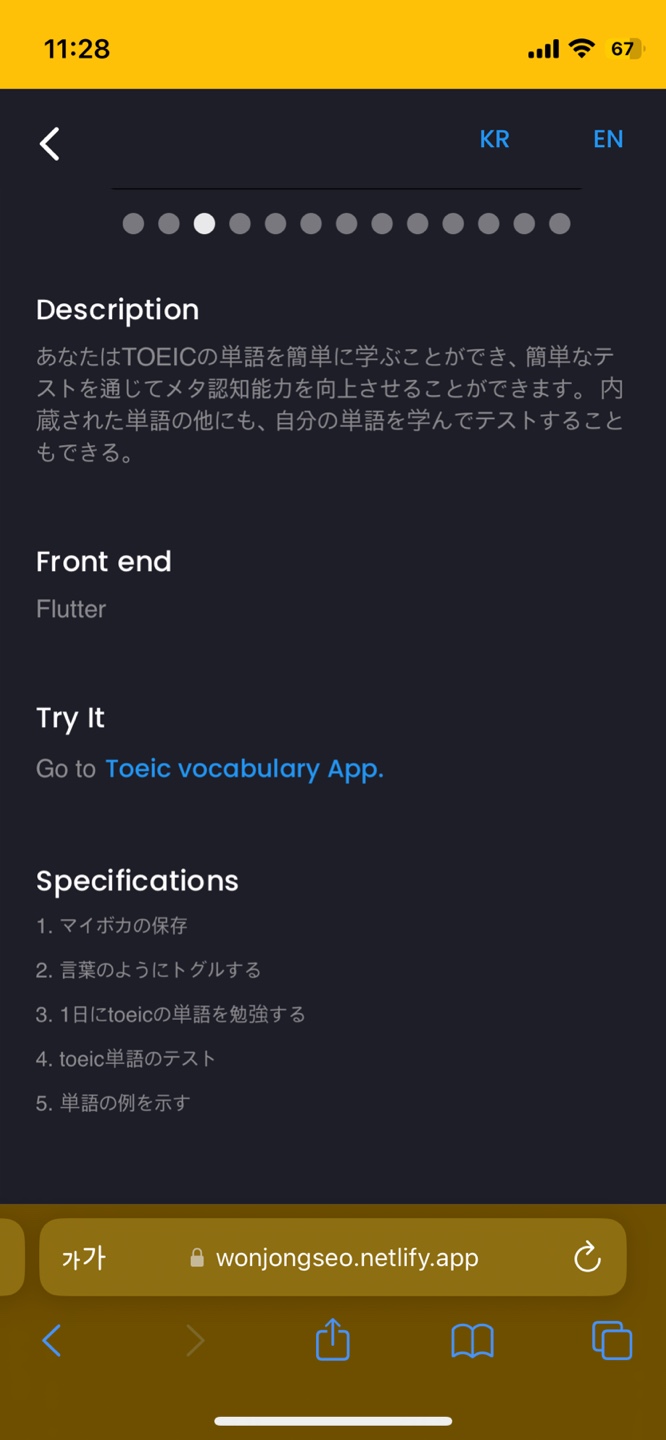 11:28
67
KR EN
Description
あなたはTOEICの単語を簡単に学ぶことができ、簡単なテ
ストを通じてメタ認知能力を向上させることができます。 内
蔵された単語の他にも、自分の単語を学んでテストすること
もできる。
Front end
Flutter
Try It
Go to Toeic vocabulary App.
Specifications
1. マイボカの保存
2. 言葉のようにトグルする
3. 1日にtoeicの単語を勉強する
4. toeic単語のテスト
5. 単語の例を示す
가가 wonjongseo.netlify.app